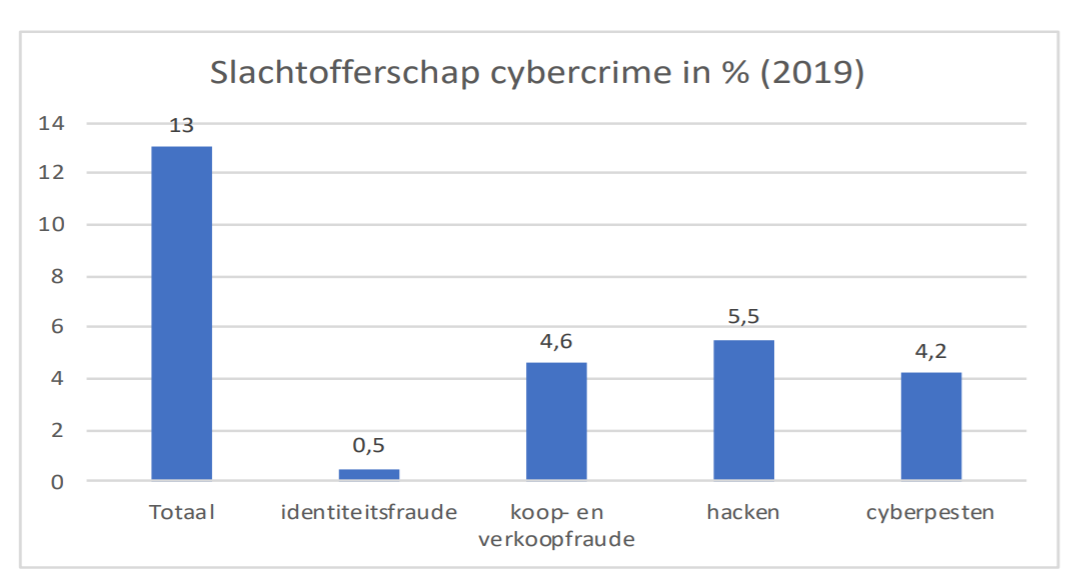 Slachtofferschap cybercrime in % (2019)
14
12
10
8
6
4
2
0
13
0,5
4,6
5,5
4,2
Totaal
identiteitsfraude
koop- en
verkoopfraude
hacken
cyberpesten